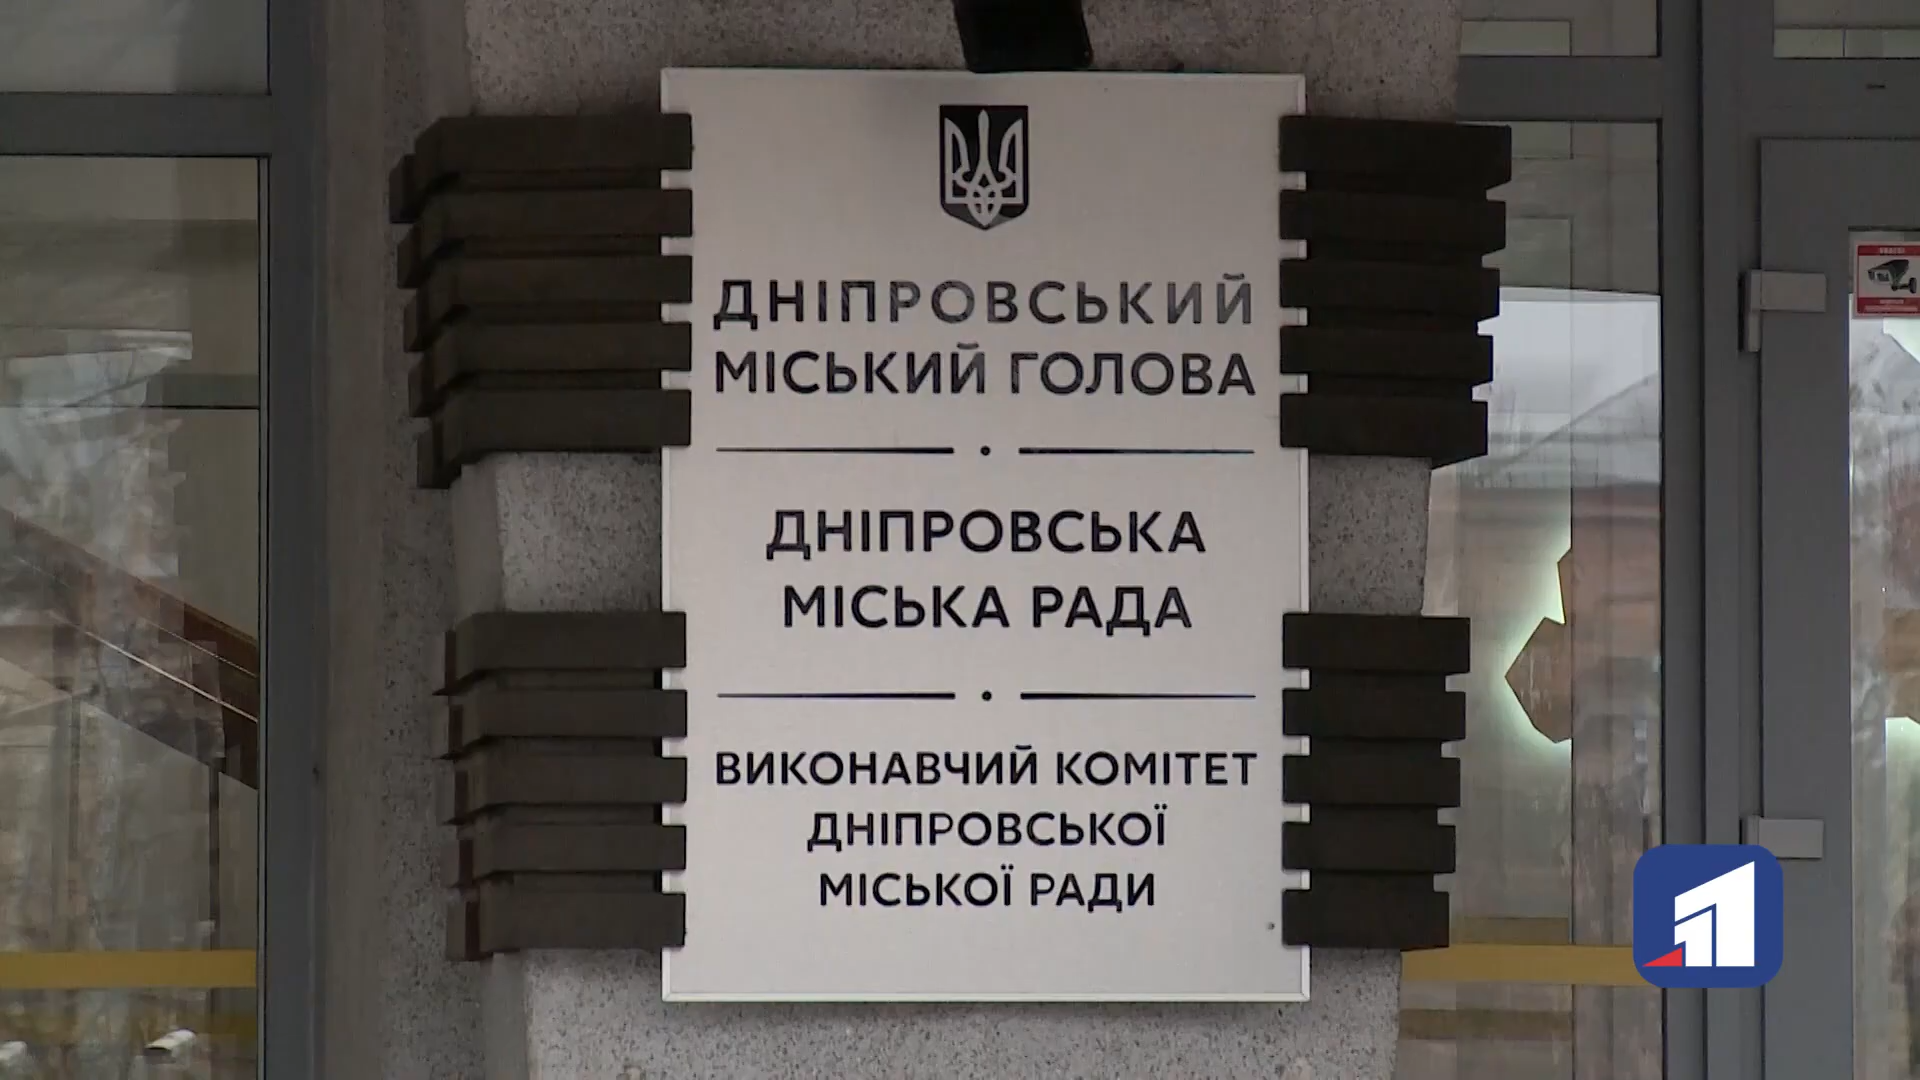 ДНІПРОВСЬКИЙ
МІСЬКИЙ ГОЛОВА
ДНІПРОВСЬКА
МІСЬКА РАДА
ВИКОНАВЧИЙ КОМІТЕТ
ДНІПРОВСЬКОЇ
МІСЬКОЇ РАДИ